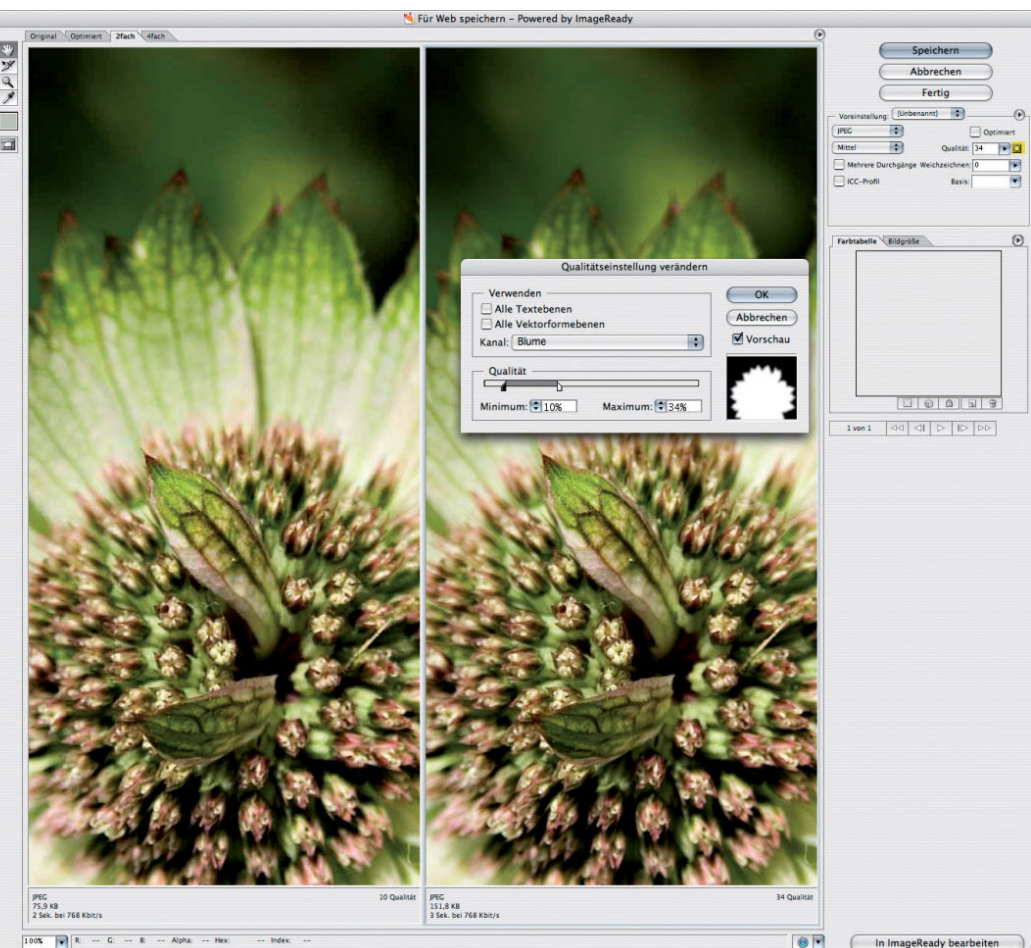 Für Web speichern – Powered by ImageReady
Original Optimiert 2fach 4fach
Speichern
Abbrechen
Fertig
Voreinstellung: [Unbenannt]
JPEG Optimiert
Mittel Qualität: 34
Mehrere Durchgänge Weichzeichnen: 0
ICC-Profil Basis:
Farbtabelle Bildgröße
1 von 1
Qualitätseinstellung verändern
Verwenden
Alle Textebenen
Alle Vektorformebenen
Kanal: Blume
Qualität
Minimum: 10% Maximum: 34%
OK
Abbrechen
Vorschau
JPEG 10 Qualität
75,9 KB
2 Sek. bei 768 Kbit/s
JPEG 34 Qualität
151,8 KB
3 Sek. bei 768 Kbit/s
100% R: -- G: -- B: -- Alpha: -- Hex: -- Index: --
In ImageReady bearbeiten